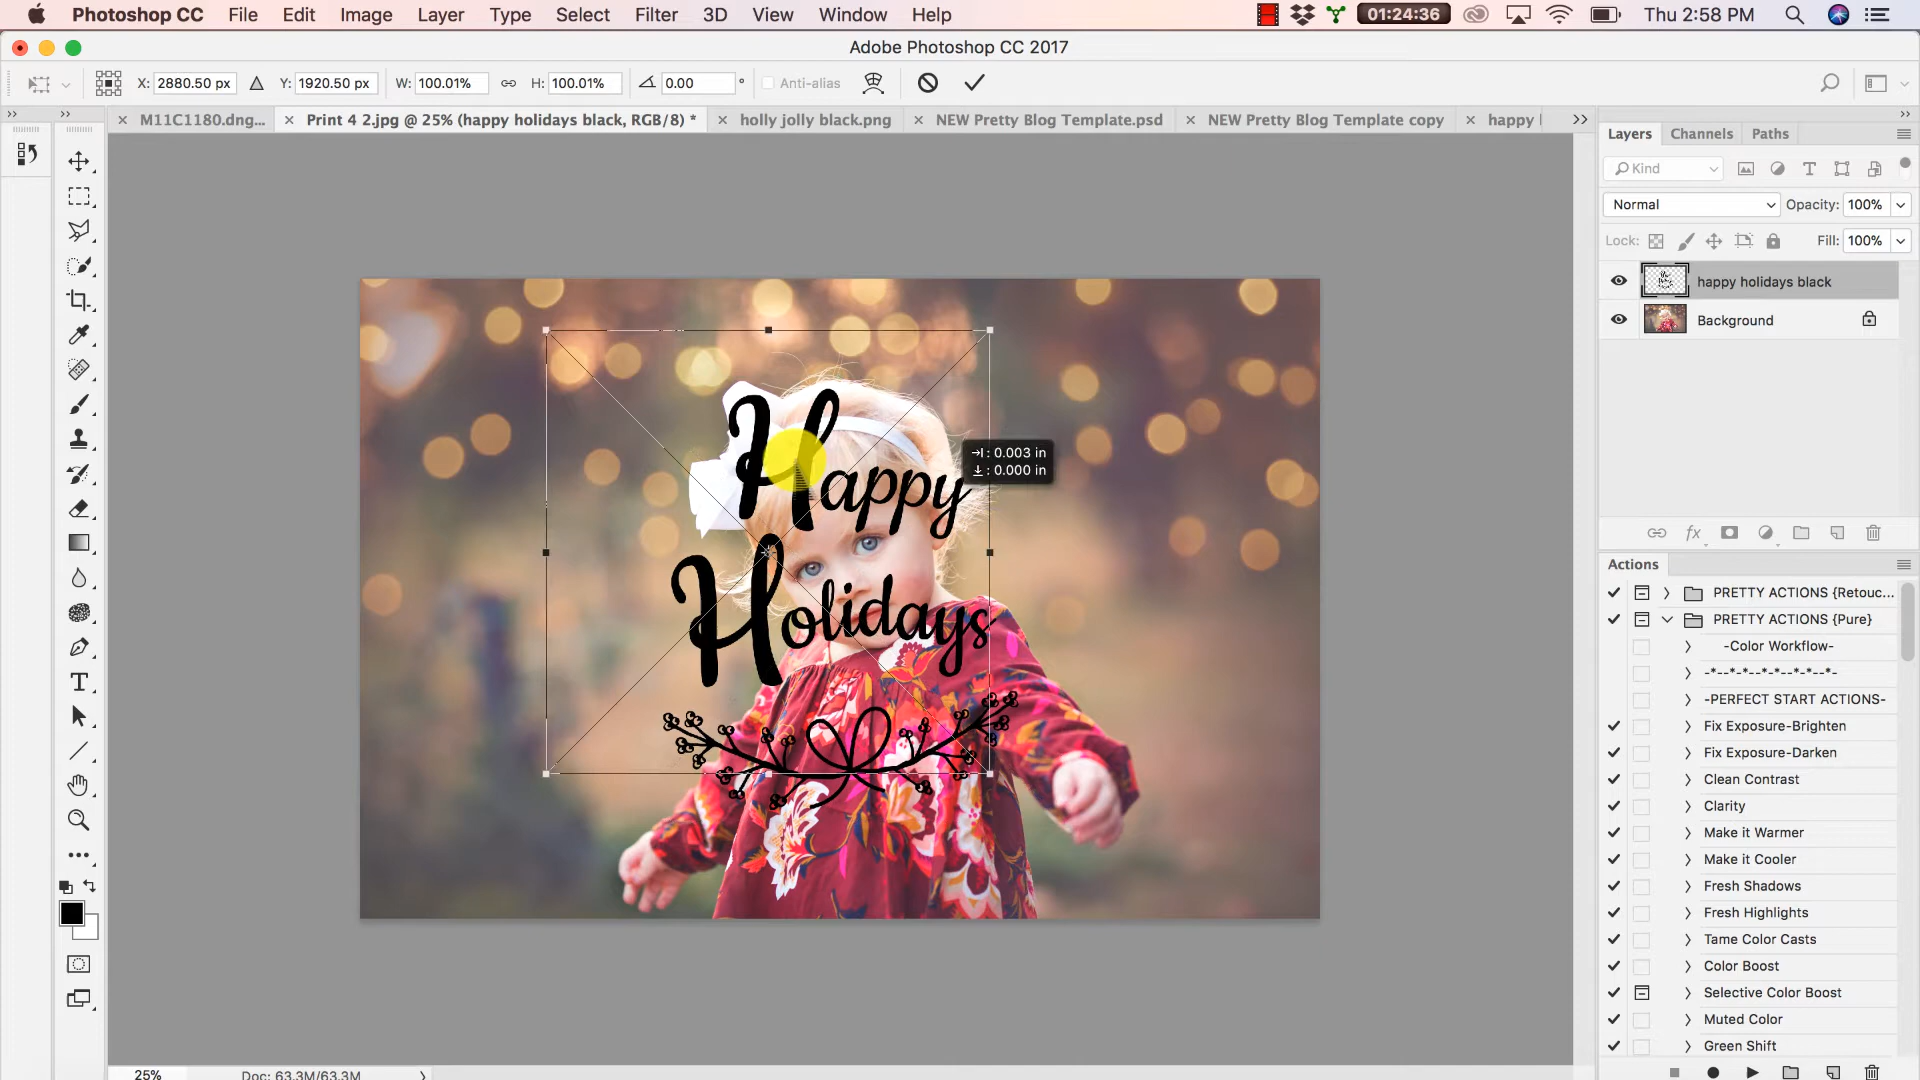 Photoshop CC File Edit Image Layer Type Select Filter 3D View Window Help 01:24:36 Thu 2:58 PM
Adobe Photoshop CC 2017
X: 2880.50 px Y: 1920.50 px W: 100.01% H: 100.01% 0.00 ° Anti-alias
M11C1180.dng... Print 4 2.jpg @ 25% (happy holidays black, RGB/8) * holly jolly black.png NEW Pretty Blog Template.psd NEW Pretty Blog Template copy happy
Layers Channels Paths
Kind
Normal Opacity: 100%
Lock: Fill: 100%
happy holidays black
Background
Happy
Holidays
: 0.003 in
: 0.000 in
Actions
PRETTY ACTIONS {Retouc...
PRETTY ACTIONS {Pure}
-Color Workflow-
-*--*-*--*-*--*-*--*-
-PERFECT START ACTIONS-
Fix Exposure-Brighten
Fix Exposure-Darken
Clean Contrast
Clarity
Make it Warmer
Make it Cooler
Fresh Shadows
Fresh Highlights
Tame Color Casts
Color Boost
Selective Color Boost
Muted Color
Green Shift
25% Doc: 63.3M/63.3M